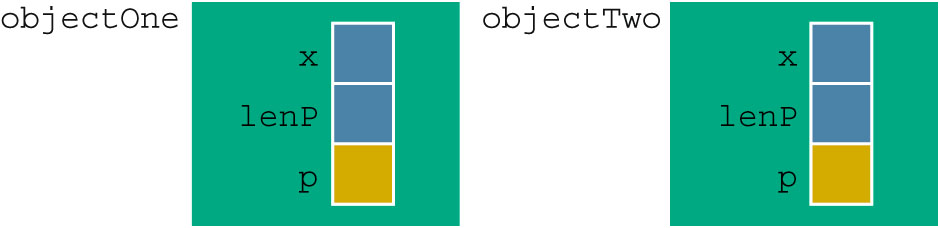 objectOne
x
lenP
p
objectTwo
x
lenP
p